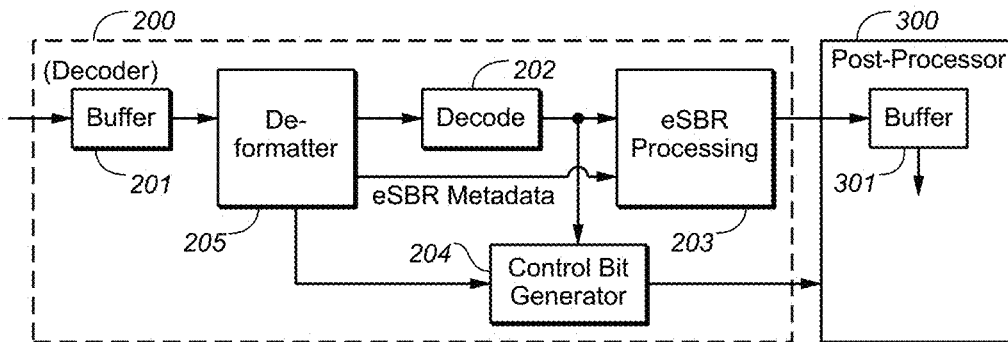 200
300
(Decoder)
Post-Processor
202
Buffer
De-
formatter
Decode
eSBR
Processing
Buffer
201
eSBR Metadata
301
205
204
203
Control Bit
Generator